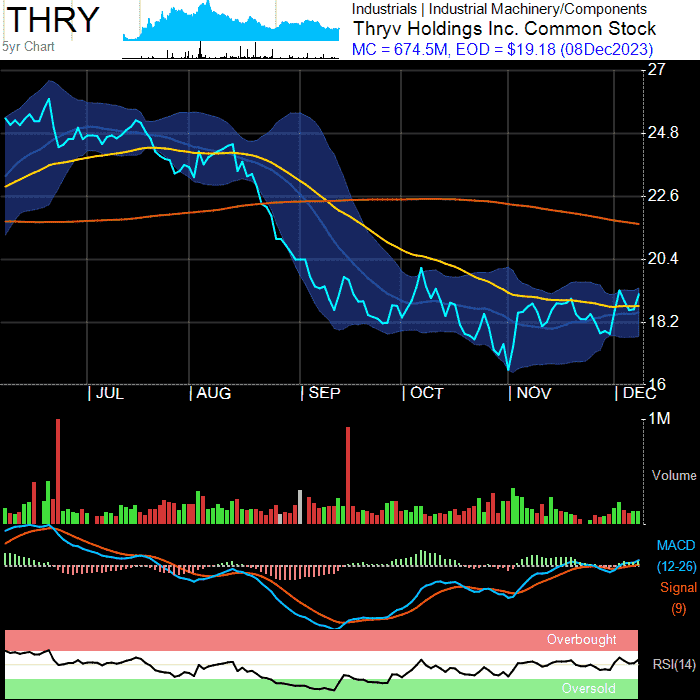 THRY
5yr Chart
Industrials | Industrial Machinery/Components
Thryv Holdings Inc. Common Stock
MC = 674.5M, EOD = $19.18 (08Dec2023)
27
24.8
22.6
20.4
18.2
16
| JUL | AUG | SEP | OCT | NOV | DEC
1M
Volume
MACD
(12-26)
Signal
(9)
Overbought
RSI(14)
Oversold